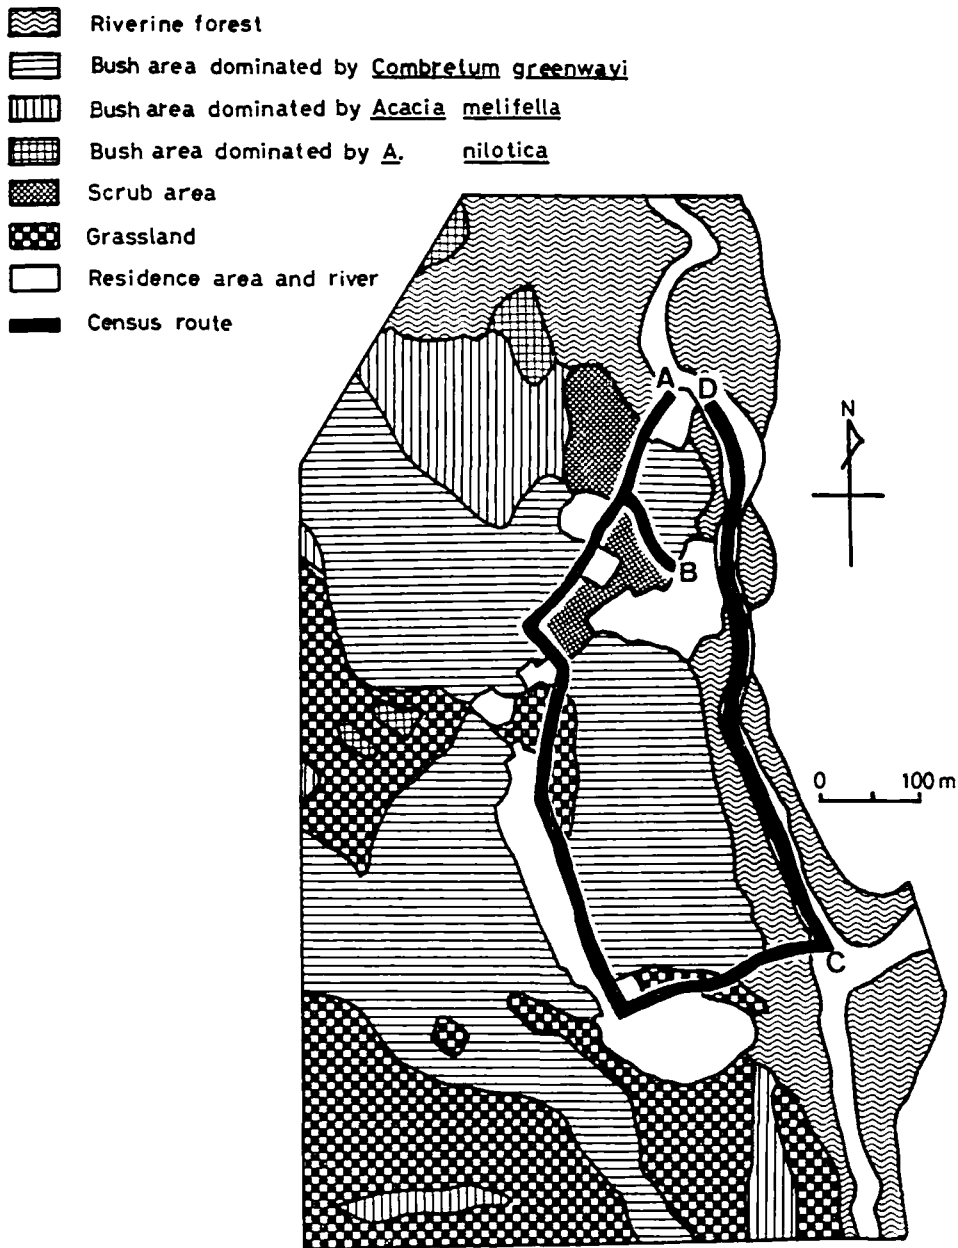 Riverine forest
Bush area dominated by Combretum greenwayi
Bush area dominated by Acacia melifella
Bush area dominated by A. nilotica
Scrub area
Grassland
Residence area and river
Census route
A D
N
B
0 100 m
C